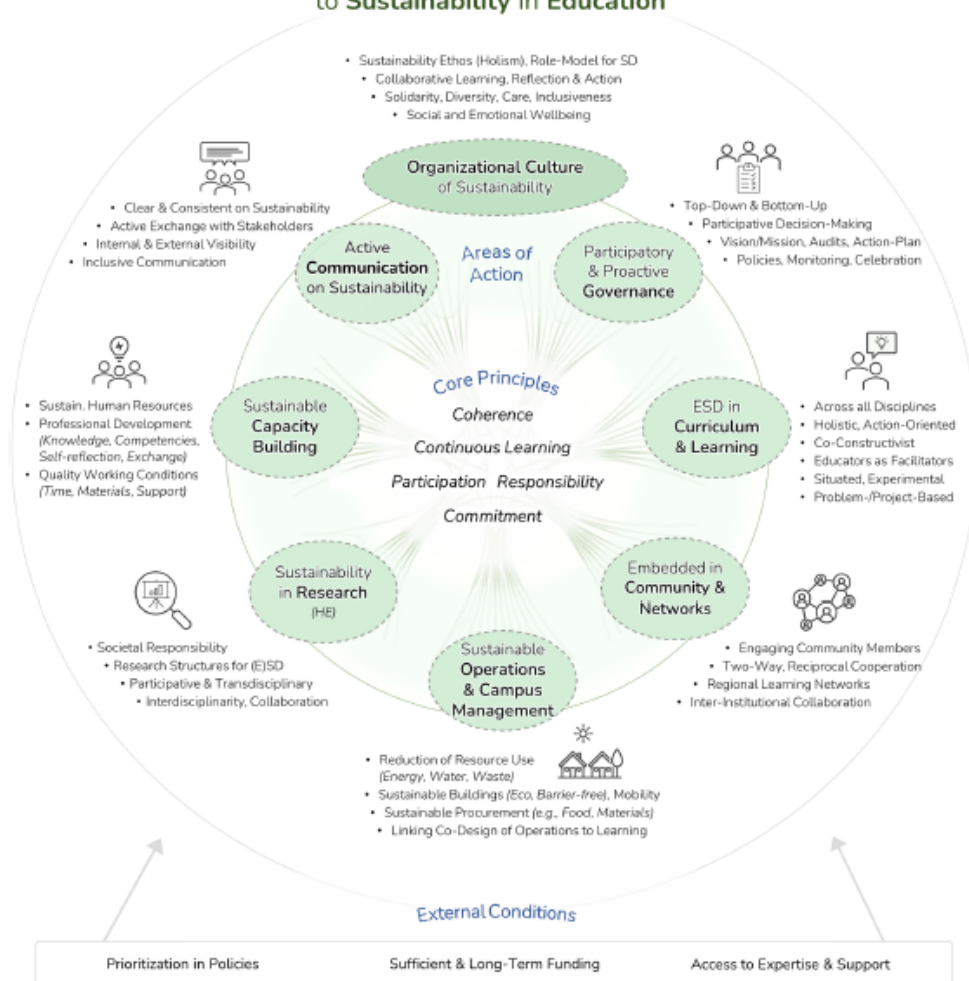 to Sustainability in Education
• Sustainability Ethos (Holism), Role-Model for SD
• Collaborative Learning, Reflection & Action
• Solidarity, Diversity, Care, Inclusiveness
• Social and Emotional Wellbeing
Organizational Culture
of Sustainability
• Clear & Consistent on Sustainability
• Active Exchange with Stakeholders
• Internal & External Visibility
• Inclusive Communication
Active
Communication
on Sustainability
Areas of
Action
Participatory
& Proactive
Governance
• Top-Down & Bottom-Up
• Participative Decision-Making
• Vision/Mission, Audits, Action-Plan
• Policies, Monitoring, Celebration
• Sustain. Human Resources
• Professional Development
(Knowledge, Competencies,
Self-reflection, Exchange)
• Quality Working Conditions
(Time, Materials, Support)
Sustainable
Capacity
Building
Core Principles
Coherence
Continuous Learning
Participation Responsibility
Commitment
ESD in
Curriculum
& Learning
• Across all Disciplines
• Holistic, Action-Oriented
• Co-Constructivist
• Educators as Facilitators
• Situated, Experimental
• Problem-/Project-Based
Sustainability
in Research
(HE)
• Societal Responsibility
• Research Structures for (E)SD
• Participative & Transdisciplinary
• Interdisciplinarity, Collaboration
Embedded in
Community &
Networks
• Engaging Community Members
• Two-Way, Reciprocal Cooperation
• Regional Learning Networks
• Inter-Institutional Collaboration
Sustainable
Operations
& Campus
Management
• Reduction of Resource Use
(Energy, Water, Waste)
• Sustainable Buildings (Eco, Barrier-free), Mobility
• Sustainable Procurement (e.g., Food, Materials)
• Linking Co-Design of Operations to Learning
External Conditions
Prioritization in Policies
Sufficient & Long-Term Funding
Access to Expertise & Support